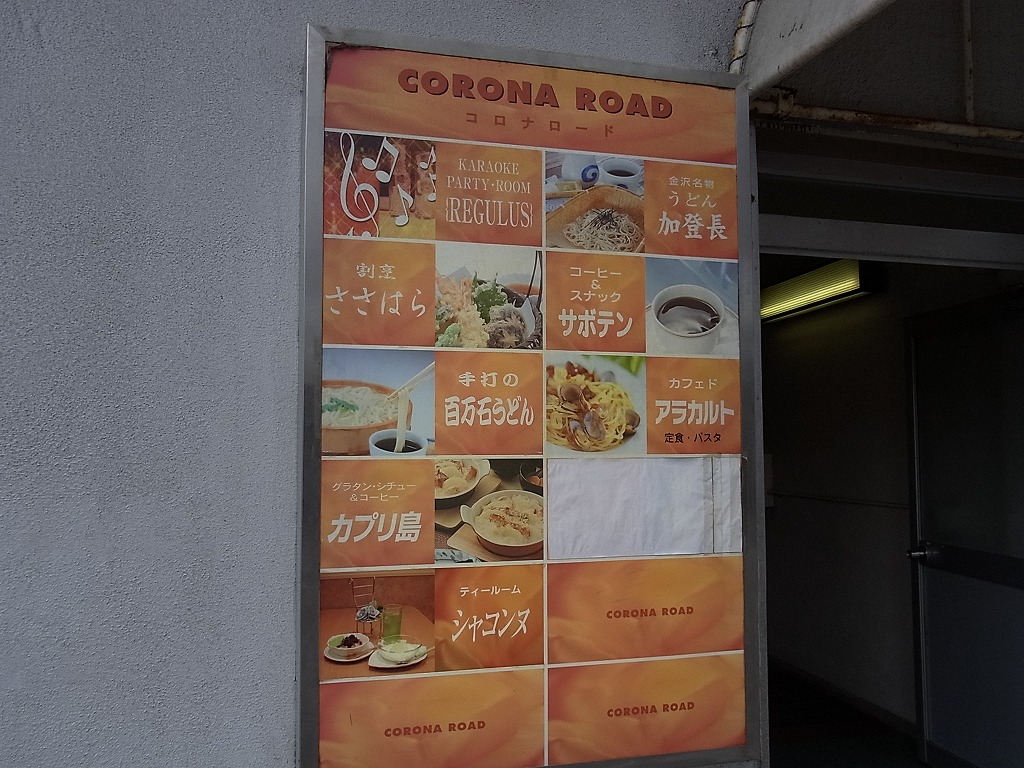 CORONA ROAD
コロナロード
KARAOKE
PARTY・ROOM
{REGULUS}
金沢名物
うどん
加登長
割烹
ささはら
コーヒー
&
スナック
サボテン
手打の
百万石うどん
カフェド
アラカルト
定食・パスタ
グラタン・シチュー
&コーヒー
カプリ島
ティールーム
シャコンヌ
CORONA ROAD
CORONA ROAD
CORONA ROAD